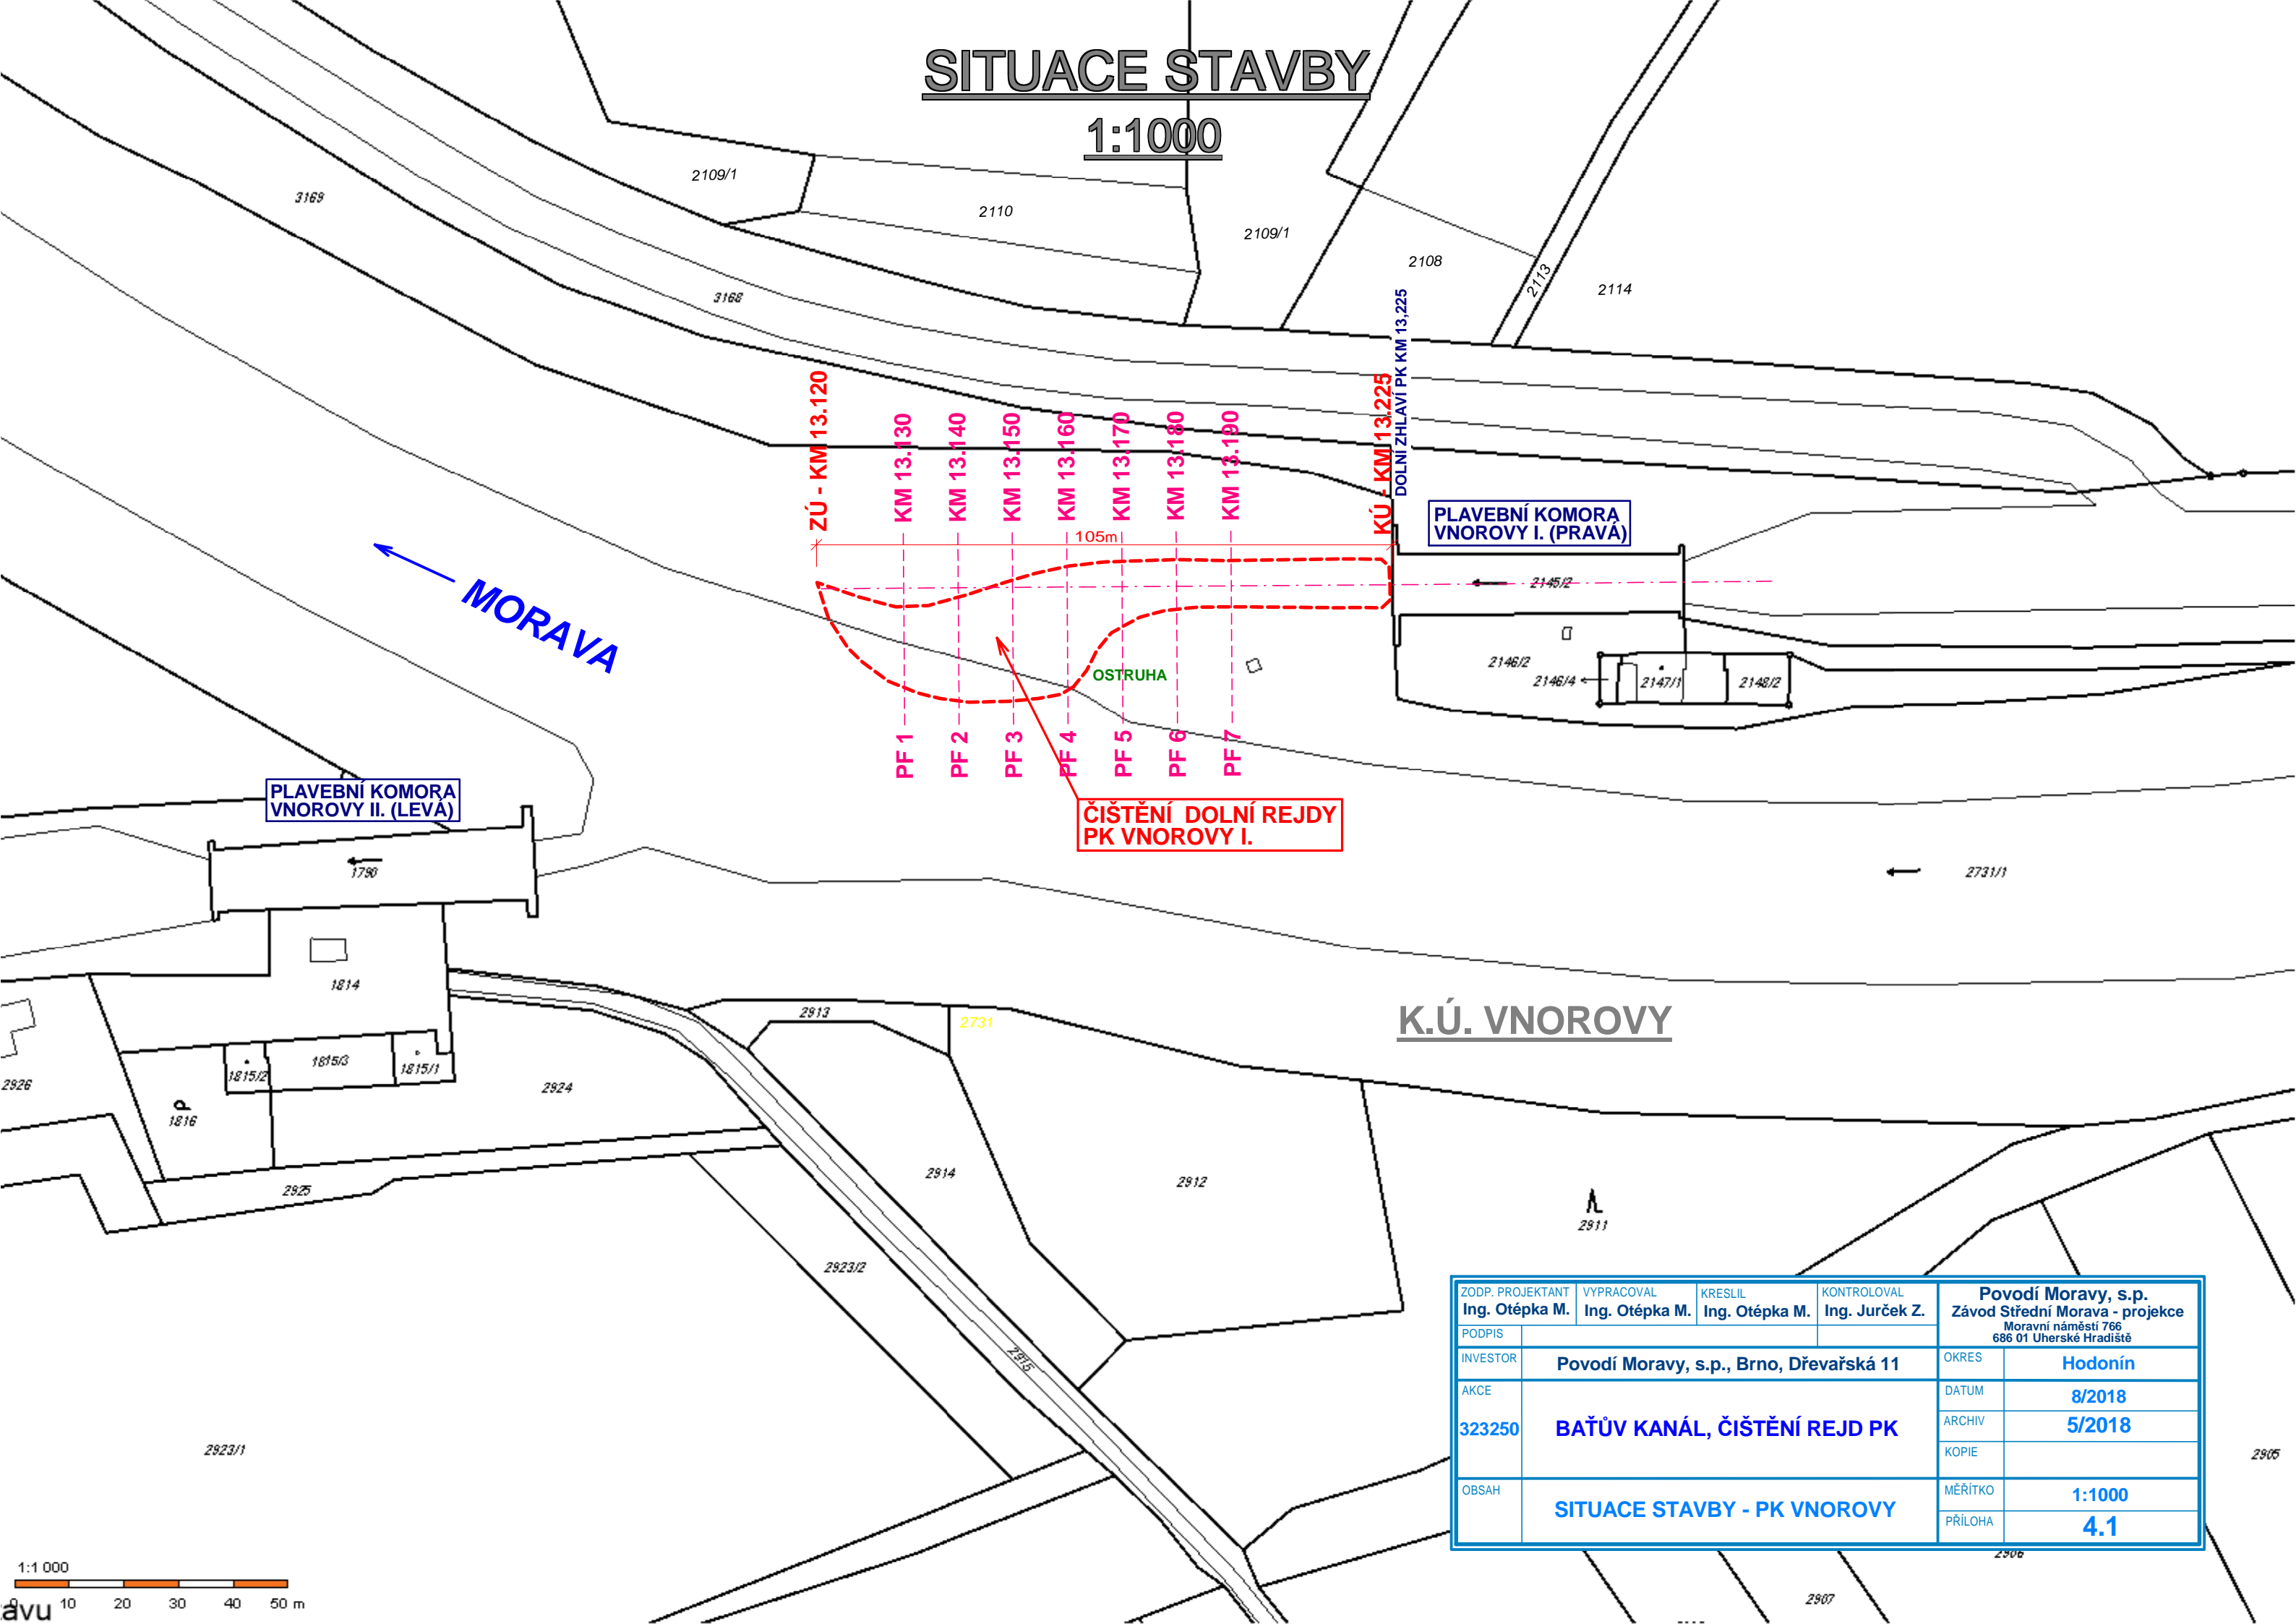 SITUACE STAVBY
1:1000
2109/1
3169
2110
2109/1
2108
2113
2114
3168
DOLNÍ ZHLAVÍ PK KM 13,225
ZÚ - KM 13.120
KM 13.130
KM 13.140
KM 13.150
KM 13.160
KM 13.170
KM 13.180
KM 13.190
KÚ - KM 13.225
105m
PLAVEBNÍ KOMORA
VNOROVY I. (PRAVÁ)
MORAVA
2145/2
2146/2
2146/4
2147/1
2148/2
OSTRUHA
PF 1
PF 2
PF 3
PF 4
PF 5
PF 6
PF 7
PLAVEBNÍ KOMORA
VNOROVY II. (LEVÁ)
ČIŠTĚNÍ DOLNÍ REJDY
PK VNOROVY I.
1790
2731/1
1814
2913
2731
K.Ú. VNOROVY
1815/2
1815/3
1815/1
2926
2924
1816
2925
2914
2912
2911
2923/2
2915
2923/1
ZODP. PROJEKTANT
Ing. Otépka M.
VYPRACOVAL
Ing. Otépka M.
KRESLIL
Ing. Otépka M.
KONTROLOVAL
Ing. Jurček Z.
Povodí Moravy, s.p.
Závod Střední Morava - projekce
Moravní náměstí 766
686 01 Uherské Hradiště
PODPIS
INVESTOR
Povodí Moravy, s.p., Brno, Dřevařská 11
OKRES
Hodonín
AKCE
323250
BAŤŮV KANÁL, ČIŠTĚNÍ REJD PK
DATUM
8/2018
ARCHIV
5/2018
KOPIE
OBSAH
SITUACE STAVBY - PK VNOROVY
MĚŘÍTKO
1:1000
PŘÍLOHA
4.1
2905
2906
2907
1:1 000
10 20 30 40 50 m
avu